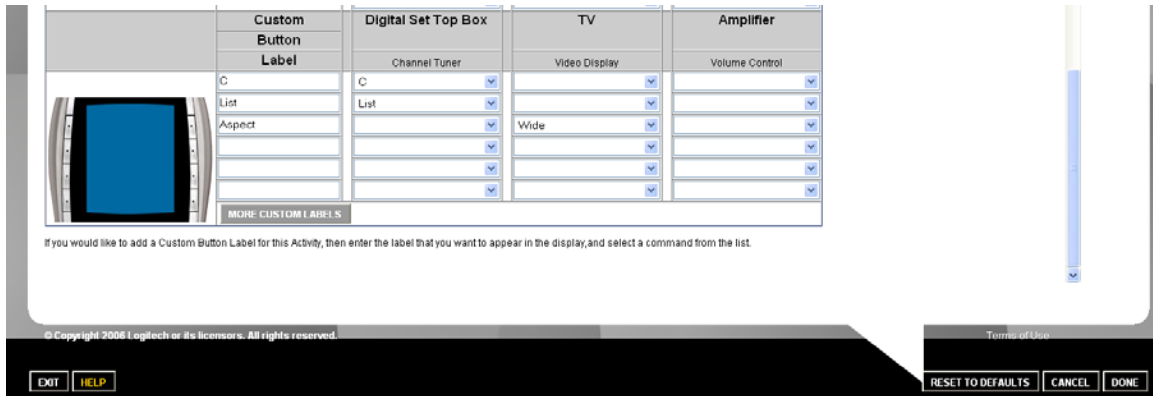 Custom Button Label
Digital Set Top Box
TV
Amplifier
Channel Tuner
Video Display
Volume Control
C C
List List
Aspect Wide
MORE CUSTOM LABELS
If you would like to add a Custom Button Label for this Activity, then enter the label that you want to appear in the display,and select a command from the list.
© Copyright 2006 Logitech or its licensors. All rights reserved.
Terms of Use
EXIT HELP RESET TO DEFAULTS CANCEL DONE